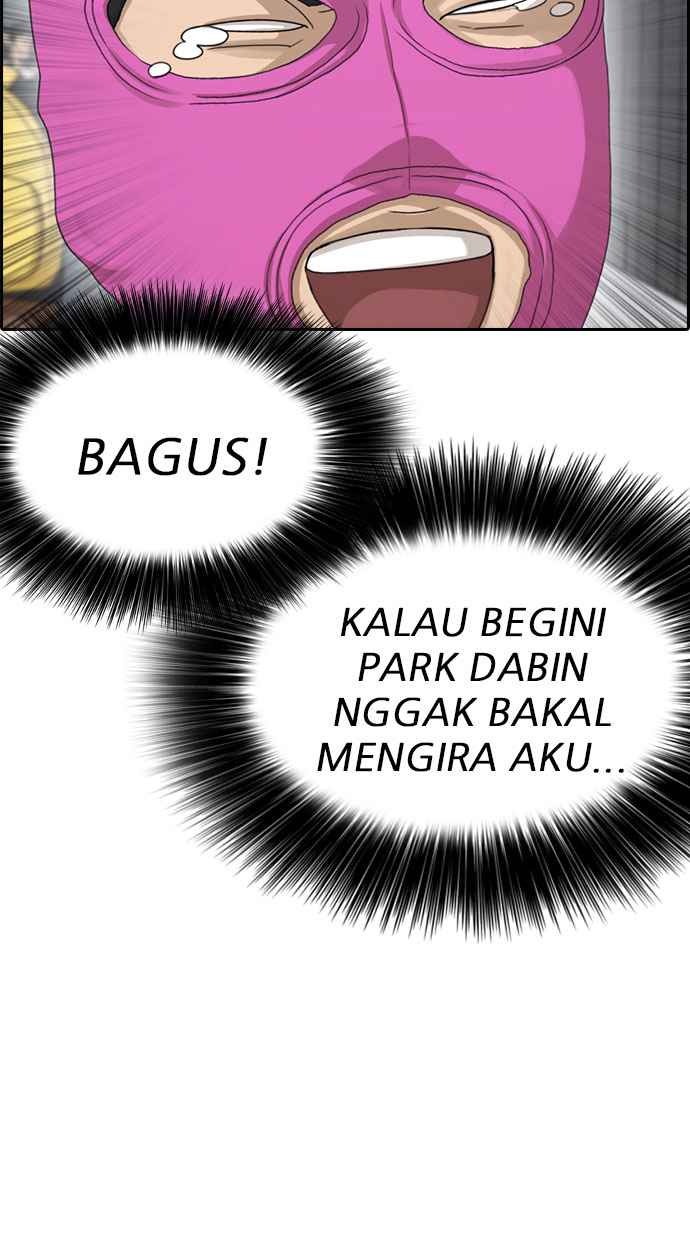 BAGUS!
KALAU BEGINI
PARK DABIN
NGGAK BAKAL
MENGIRA AKU...